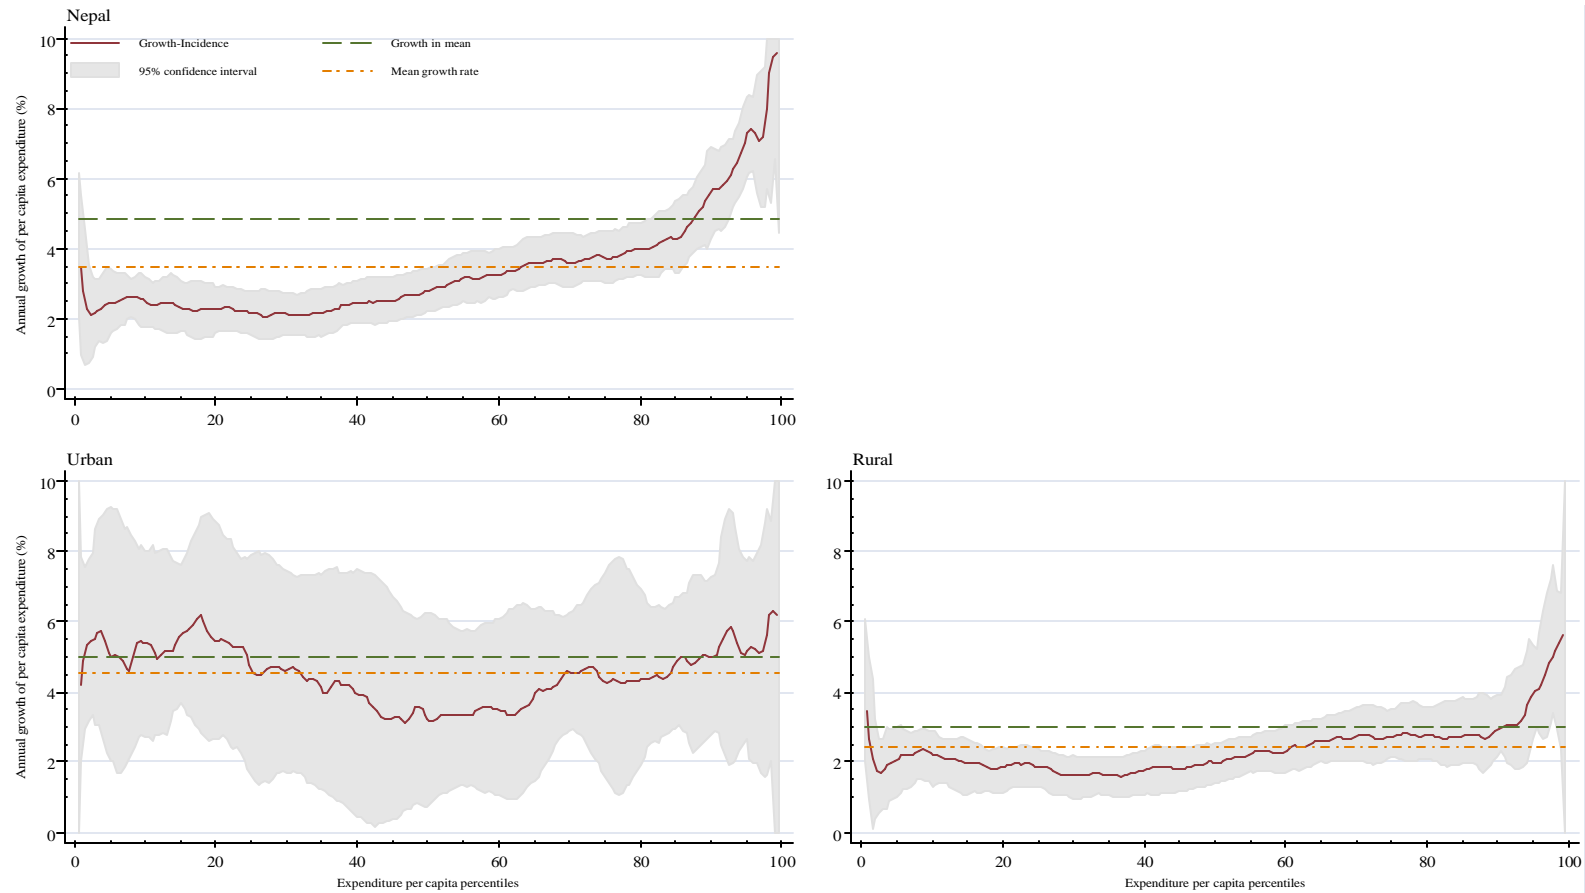 Nepal
10
Growth-Incidence
Growth in mean
95% confidence interval
Mean growth rate
8
6
4
2
0
Annual growth of per capita expenditure (%)
0 20 40 60 80 100
Urban
10
8
6
4
2
0
Annual growth of per capita expenditure (%)
0 20 40 60 80 100
Expenditure per capita percentiles
Rural
10
8
6
4
2
0
0 20 40 60 80 100
Expenditure per capita percentiles